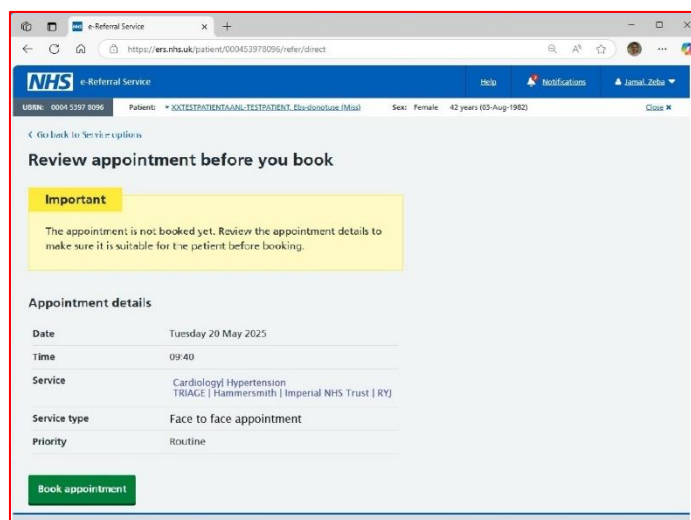 e-Referral Service
https://ers.nhs.uk/patient/000453978096/refer/direct
NHS e-Referral Service Help Notifications Jamal, Zeba
UBRN: 0004 5397 8096 Patient: XXTESTPATIENTAANL-TESTPATIENT, Ebs-donotuse (Miss) Sex: Female 42 years (03-Aug-1982) Close X
Go back to Service options
Review appointment before you book
Important
The appointment is not booked yet. Review the appointment details to
make sure it is suitable for the patient before booking.
Appointment details
Date Tuesday 20 May 2025
Time 09:40
Service Cardiology| Hypertension
TRIAGE | Hammersmith | Imperial NHS Trust | RYJ
Service type Face to face appointment
Priority Routine
Book appointment